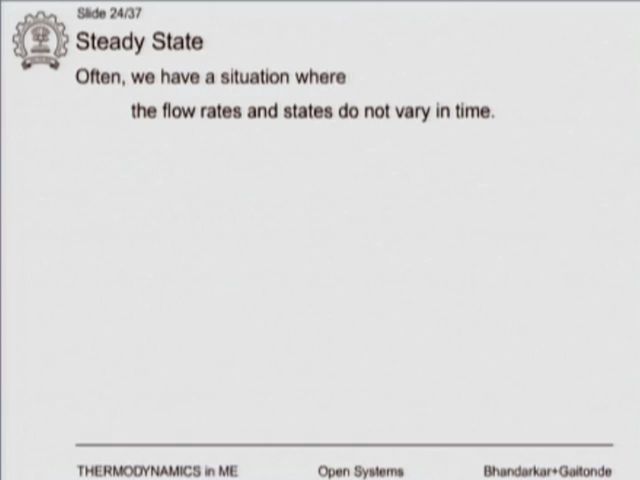 Slide 24/37
Steady State
Often, we have a situation where
the flow rates and states do not vary in time.
THERMODYNAMICS in ME Open Systems Bhandarkar+Gaitonde